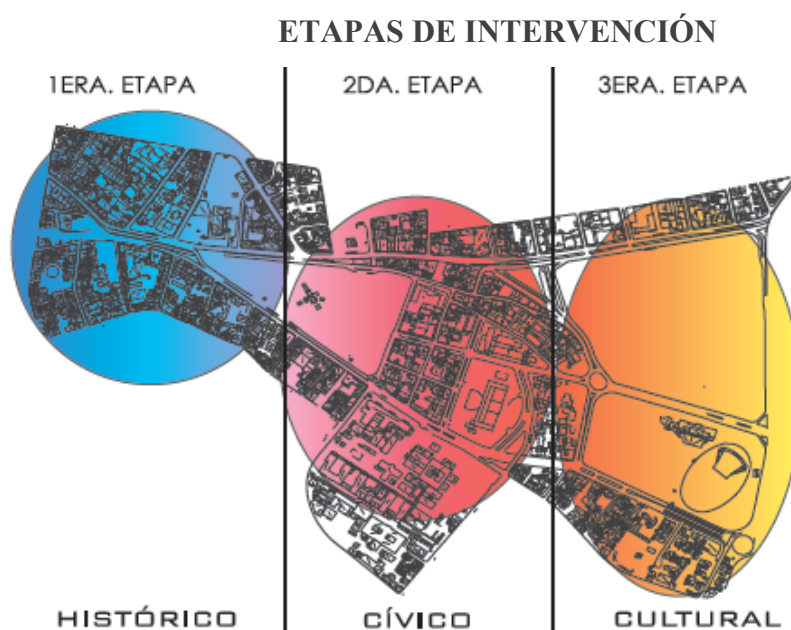 ETAPAS DE INTERVENCIÓN
1ERA. ETAPA
2DA. ETAPA
3ERA. ETAPA
HISTÓRICO
CÍVICO
CULTURAL